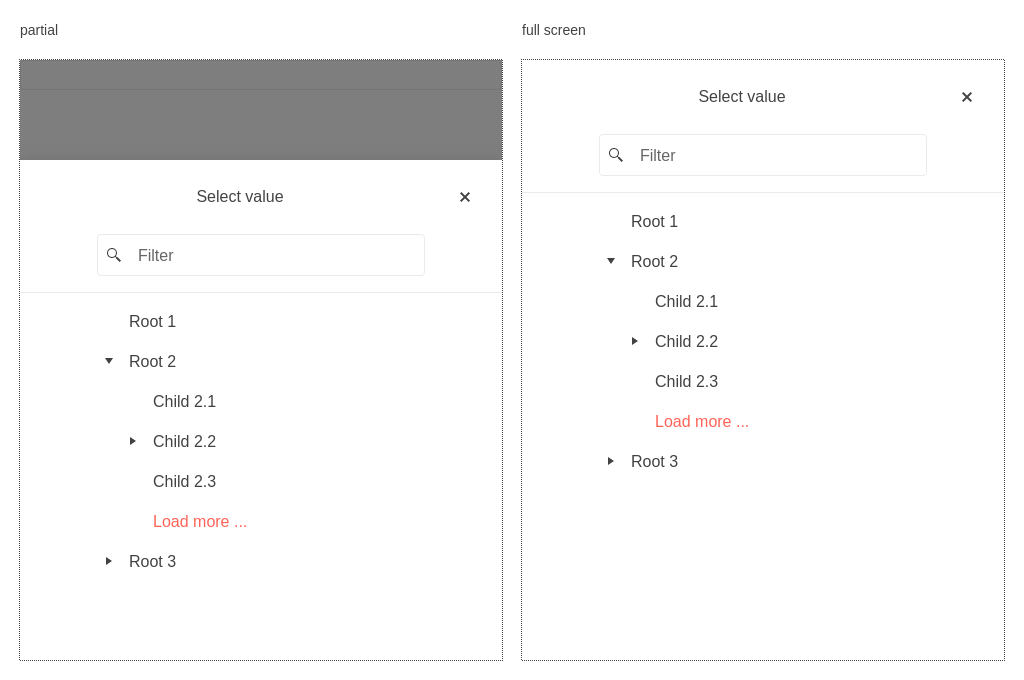 partial
Select value
Filter
Root 1
Root 2
Child 2.1
Child 2.2
Child 2.3
Load more ...
Root 3
full screen
Select value
Filter
Root 1
Root 2
Child 2.1
Child 2.2
Child 2.3
Load more ...
Root 3